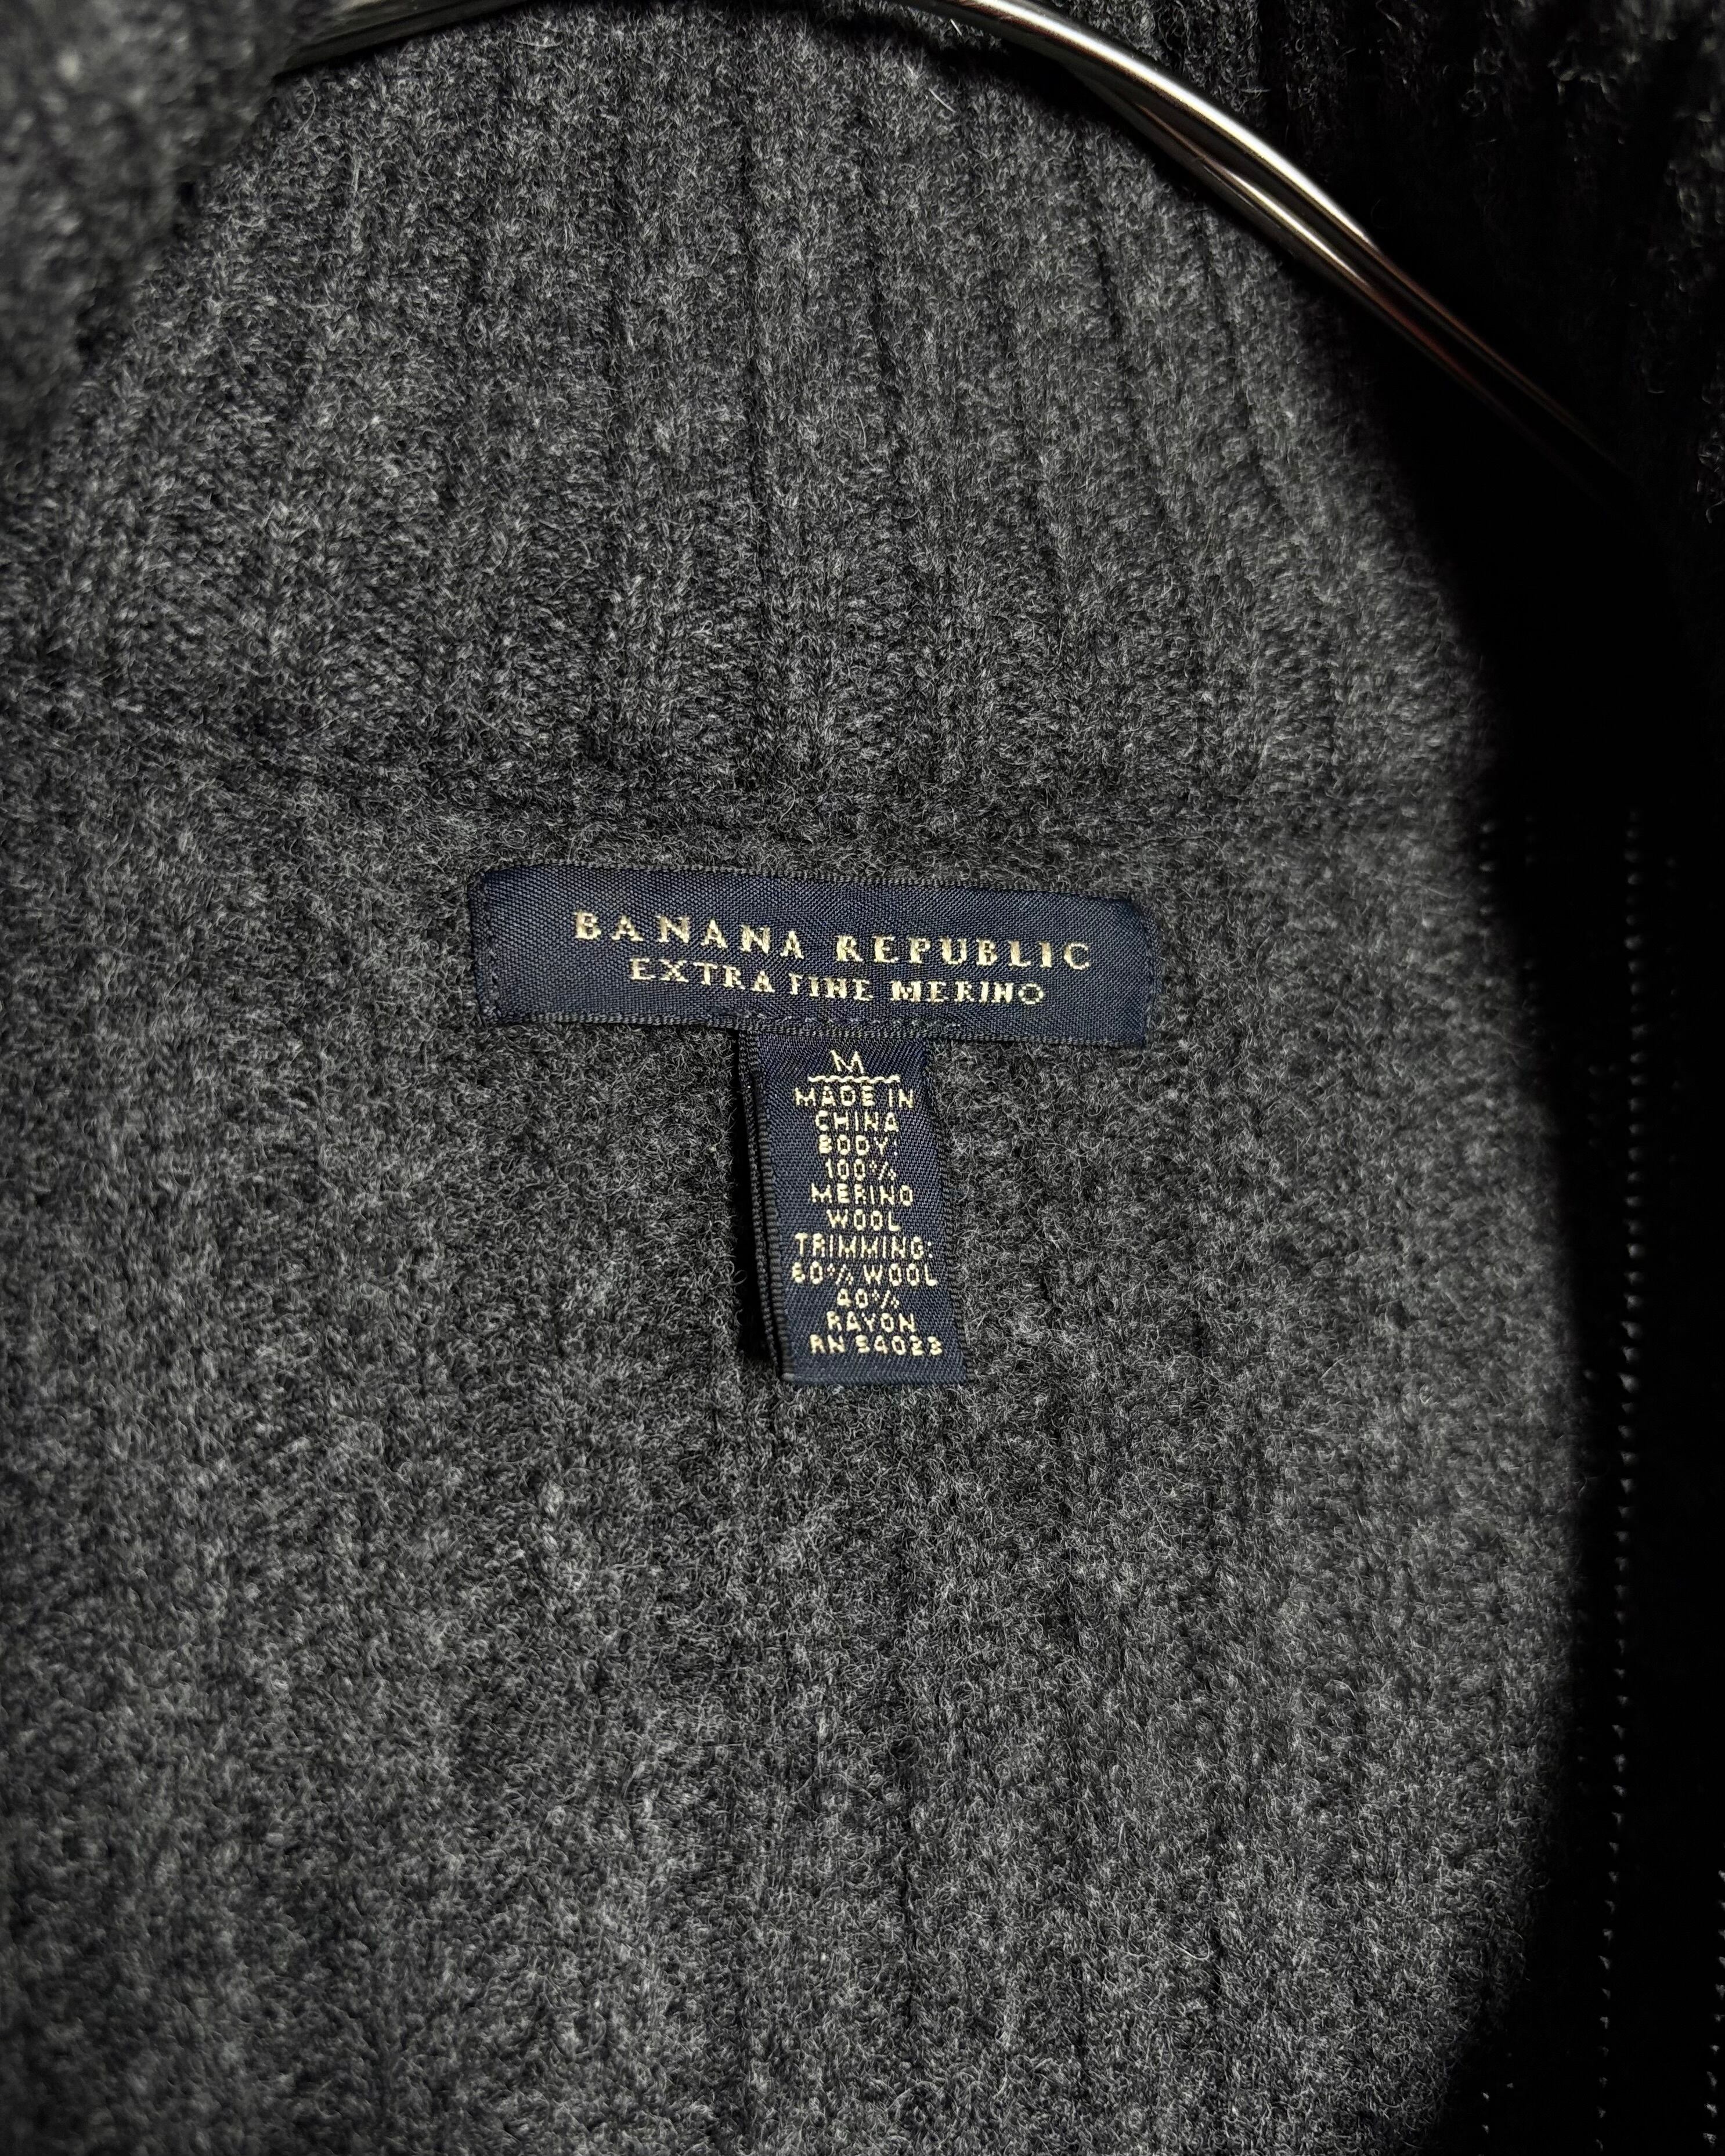 BANANA REPUBLIC
EXTRA FINE MERINO
M
MADE IN
CHINA
BODY:
100%
MERINO
WOOL
TRIMMING:
60% WOOL
40%
RAYON
RN 54023